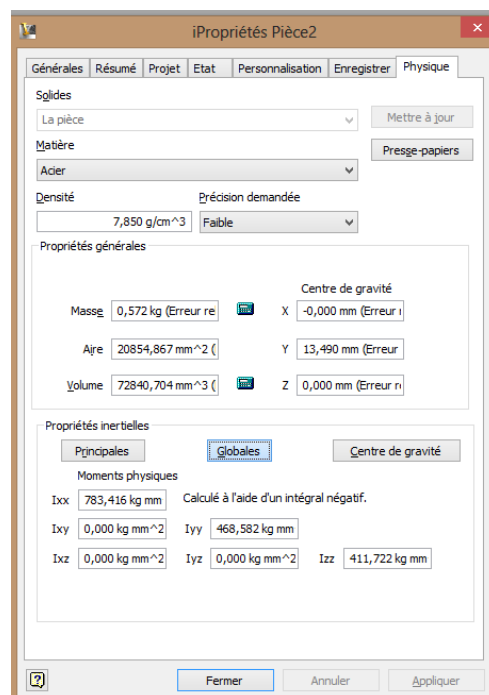 iPropriétés Pièce2
Générales Résumé Projet Etat Personnalisation Enregistrer Physique
Solides
La pièce Mettre à jour
Matière
Presse-papiers
Acier
Densité Précision demandée
7,850 g/cm^3 Faible
Propriétés générales
Centre de gravité
Masse 0,572 kg (Erreur re X -0,000 mm (Erreur r
Aire 20854,867 mm^2 ( Y 13,490 mm (Erreur
Volume 72840,704 mm^3 ( Z 0,000 mm (Erreur r
Propriétés inertielles
Principales Globales Centre de gravité
Moments physiques
Ixx 783,416 kg mm Calculé à l'aide d'un intégral négatif.
Ixy 0,000 kg mm^2 Iyy 468,582 kg mm
Ixz 0,000 kg mm^2 Iyz 0,000 kg mm^2 Izz 411,722 kg mm
? Fermer Annuler Appliquer